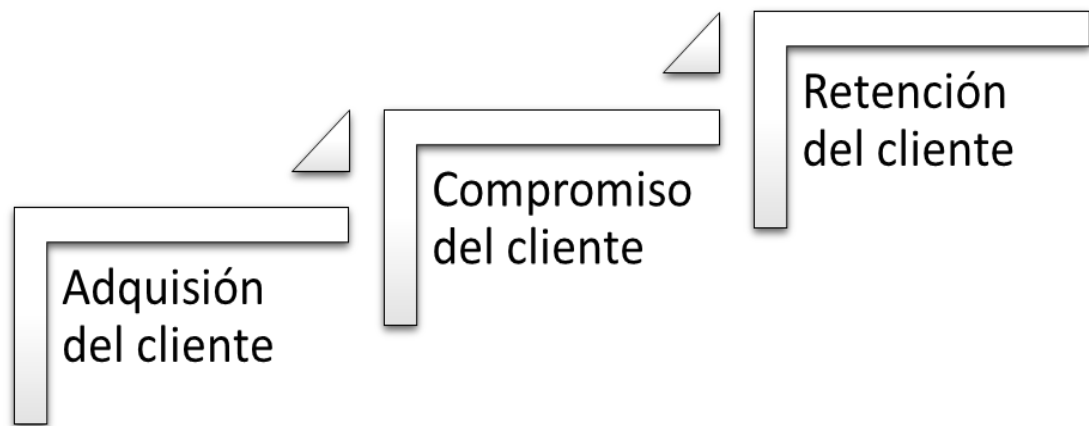 Adquisión
del cliente
Compromiso
del cliente
Retención
del cliente